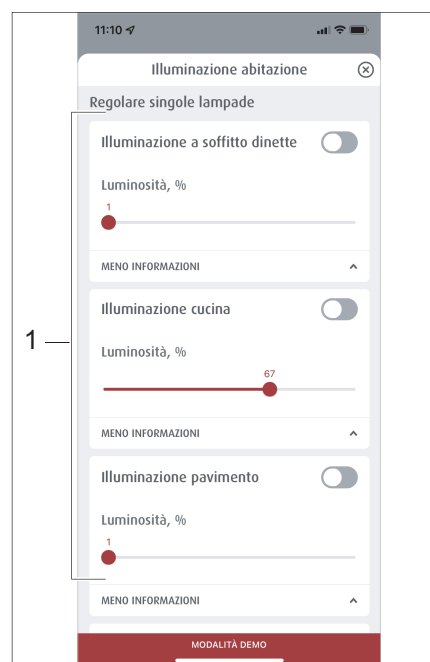 11:10
Illuminazione abitazione
Regolare singole lampade
Illuminazione a soffitto dinette
Luminosità, %
1
MENO INFORMAZIONI
Illuminazione cucina
1
Luminosità, %
67
MENO INFORMAZIONI
Illuminazione pavimento
Luminosità, %
1
MENO INFORMAZIONI
MODALITÀ DEMO